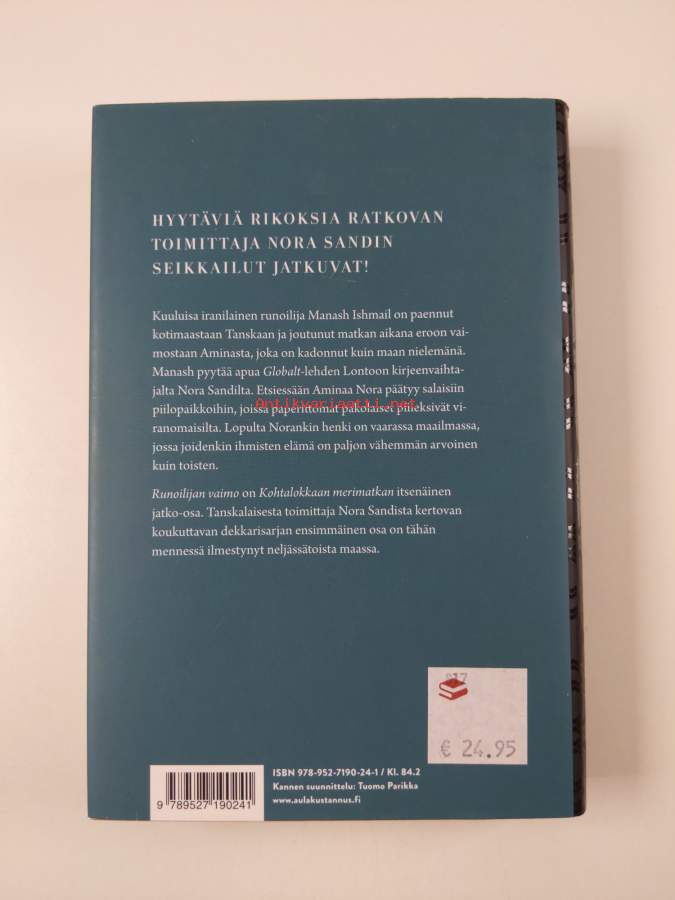 HYYTÄVIÄ RIKOKSIA RATKOVAN
TOIMITTAJA NORA SANDIN
SEIKKAILUT JATKUVAT!
Kuuluisa iranilainen runoilija Manash Ishmail on paennut
kotimaastaan Tanskaan ja joutunut matkan aikana eroon vai-
mostaan Aminasta, joka on kadonnut kuin maan nielemänä.
Manash pyytää apua Globalt-lehden Lontoon kirjeenvaihta-
jalta Nora Sandilta. Etsiessään Aminaa Nora päätyy salaisiin
piilopaikkoihin, joissa paperittomat pakolaiset piileksivät vi-
Antikvariaatti.net
ranomaisilta. Lopulta Norankin henki on vaarassa maailmassa,
jossa joidenkin ihmisten elämä on paljon vähemmän arvoinen
kuin toisten.
Runoilijan vaimo on Kohtalokkaan merimatkan itsenäinen
jatko-osa. Tanskalaisesta toimittaja Nora Sandista kertovan
koukuttavan dekkarisarjan ensimmäinen osa on tähän
mennessä ilmestynyt neljässätoista maassa.
€ 24.95
ISBN 978-952-7190-24-1 / Kl. 84.2
Kannen suunnittelu: Tuomo Parikka
www.aulakustannus.fi
9 789527 190241